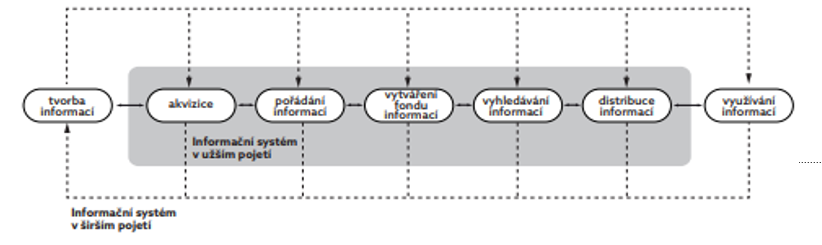 tvorba
informací
akvizice
pořádání
informací
vytváření
fondu
informací
vyhledávání
informací
distribuce
informací
využívání
informací
Informační systém
v užším pojetí
Informační systém
v širším pojetí